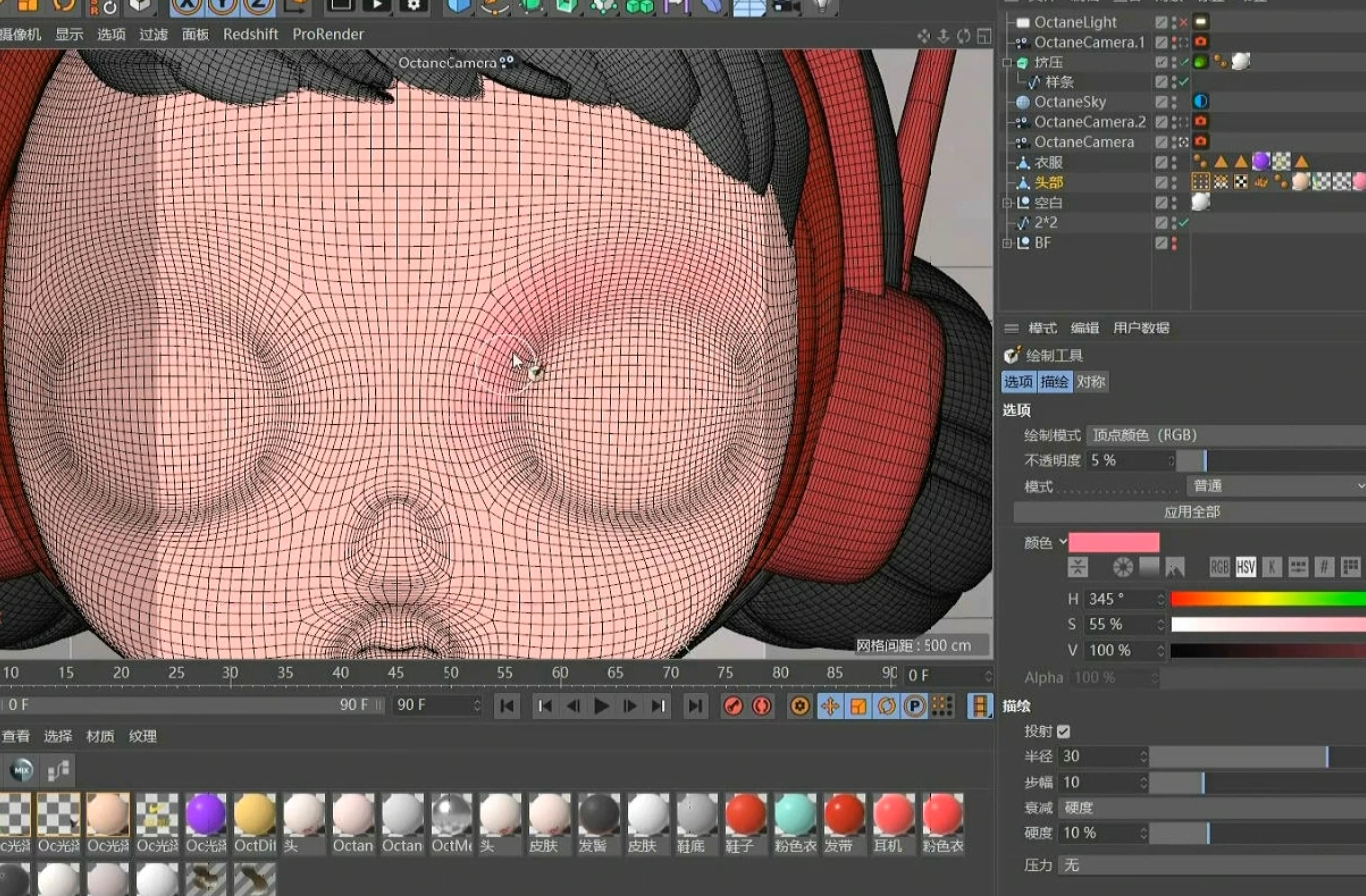 摄像机 显示 选项 过滤 面板 Redshift ProRender
OctaneCamera
网格间距 : 500 cm
OctaneLight
OctaneCamera.1
挤压
样条
OctaneSky
OctaneCamera.2
OctaneCamera
衣服
头部
空白
2*2
BF
模式 编辑 用户数据
绘制工具
选项 描绘 对称
选项
绘制模式 顶点颜色 (RGB)
不透明度 5 %
模式 普通
应用全部
颜色
RGB HSV K #
H 345 °
S 55 %
V 100 %
Alpha 100 %
描绘
投射
半径 30
步幅 10
衰减 硬度
硬度 10 %
压力 无
10 15 20 25 30 35 40 45 50 55 60 65 70 75 80 85 90 0 F
0 F 90 F 90 F
P
查看 选择 材质 纹理
MIX
Oc光泽 Oc光泽 Oc光泽 Oc光泽 OctDif 头 Octan Octan OctMe 头 皮肤 发髻 皮肤 鞋底 鞋子 粉色衣 发带 耳机 粉色衣